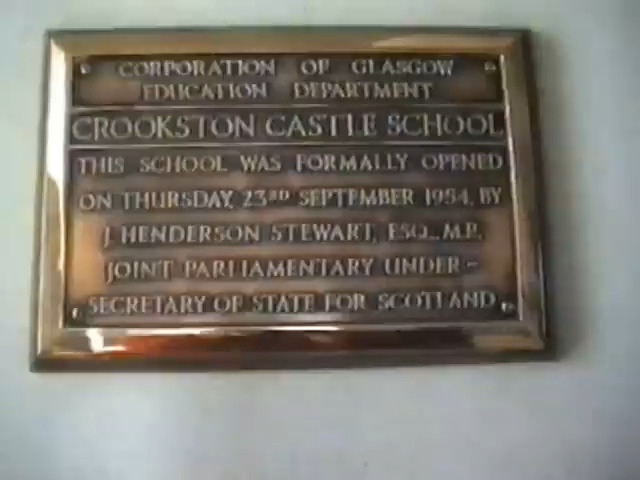 CORPORATION OF GLASGOW
EDUCATION DEPARTMENT
CROOKSTON CASTLE SCHOOL
THIS SCHOOL WAS FORMALLY OPENED
ON THURSDAY, 23RD SEPTEMBER 1954, BY
J. HENDERSON STEWART, ESQ., M.P.
JOINT PARLIAMENTARY UNDER-
SECRETARY OF STATE FOR SCOTLAND